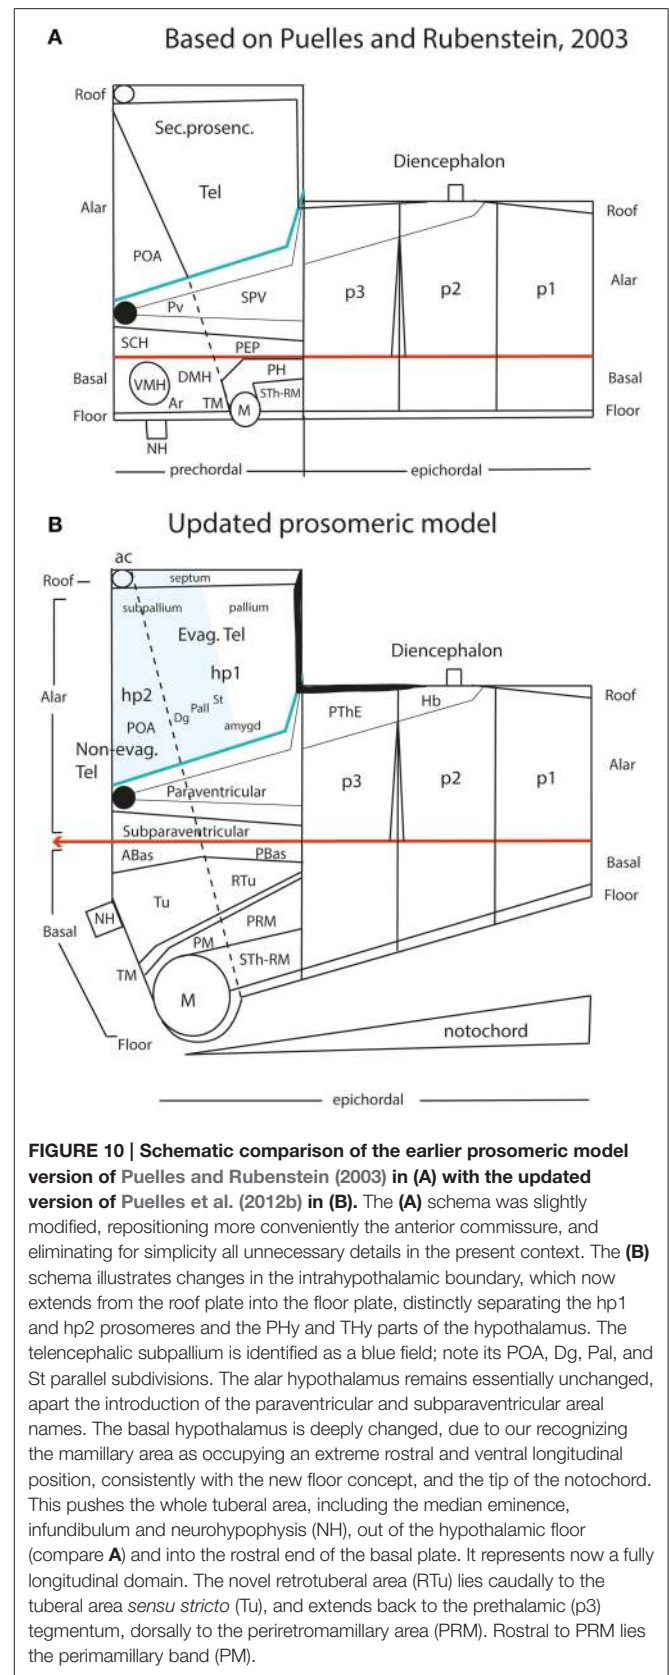 A
Based on Puelles and Rubenstein, 2003
Roof
Sec.prosenc.
Diencephalon
Tel
Alar
Roof
POA
Alar
SPV
p3
p2
p1
Pv
SCH
PEP
Basal
VMH
DMH
PH
Basal
STh-RM
Ar
TM
M
Floor
Floor
NH
prechordal
epichordal
B
Updated prosomeric model
ac
Roof
septum
subpallium
pallium
Evag. Tel
Diencephalon
hp1
Alar
hp2
St
Pall
Dg
POA
amygd
PThE
Hb
Roof
Non-evag.
Tel
Alar
p3
p2
p1
Paraventricular
Subparaventricular
ABas
PBas
Basal
RTu
Floor
Tu
NH
PRM
Basal
PM
STh-RM
TM
M
Floor
notochord
epichordal
FIGURE 10 | Schematic comparison of the earlier prosomeric model
version of Puelles and Rubenstein (2003) in (A) with the updated
version of Puelles et al. (2012b) in (B). The (A) schema was slightly
modified, repositioning more conveniently the anterior commissure, and
eliminating for simplicity all unnecessary details in the present context. The (B)
schema illustrates changes in the intrahypothalamic boundary, which now
extends from the roof plate into the floor plate, distinctly separating the hp1
and hp2 prosomeres and the PHy and THy parts of the hypothalamus. The
telencephalic subpallium is identified as a blue field; note its POA, Dg, Pal, and
St parallel subdivisions. The alar hypothalamus remains essentially unchanged,
apart the introduction of the paraventricular and subparaventricular areal
names. The basal hypothalamus is deeply changed, due to our recognizing
the mamillary area as occupying an extreme rostral and ventral longitudinal
position, consistently with the new floor concept, and the tip of the notochord.
This pushes the whole tuberal area, including the median eminence,
infundibulum and neurohypophysis (NH), out of the hypothalamic floor
(compare A) and into the rostral end of the basal plate. It represents now a fully
longitudinal domain. The novel retrotuberal area (RTu) lies caudally to the
tuberal area sensu stricto (Tu), and extends back to the prethalamic (p3)
tegmentum, dorsally to the periretromamillary area (PRM). Rostral to PRM lies
the perimamillary band (PM).